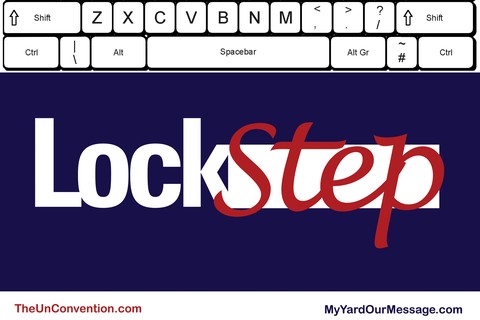 Shift Z X C V B N M < , > . ? / Shift
Ctrl | \ Alt Spacebar Alt Gr ~ # Ctrl
LockStep
TheUnConvention.com MyYardOurMessage.com